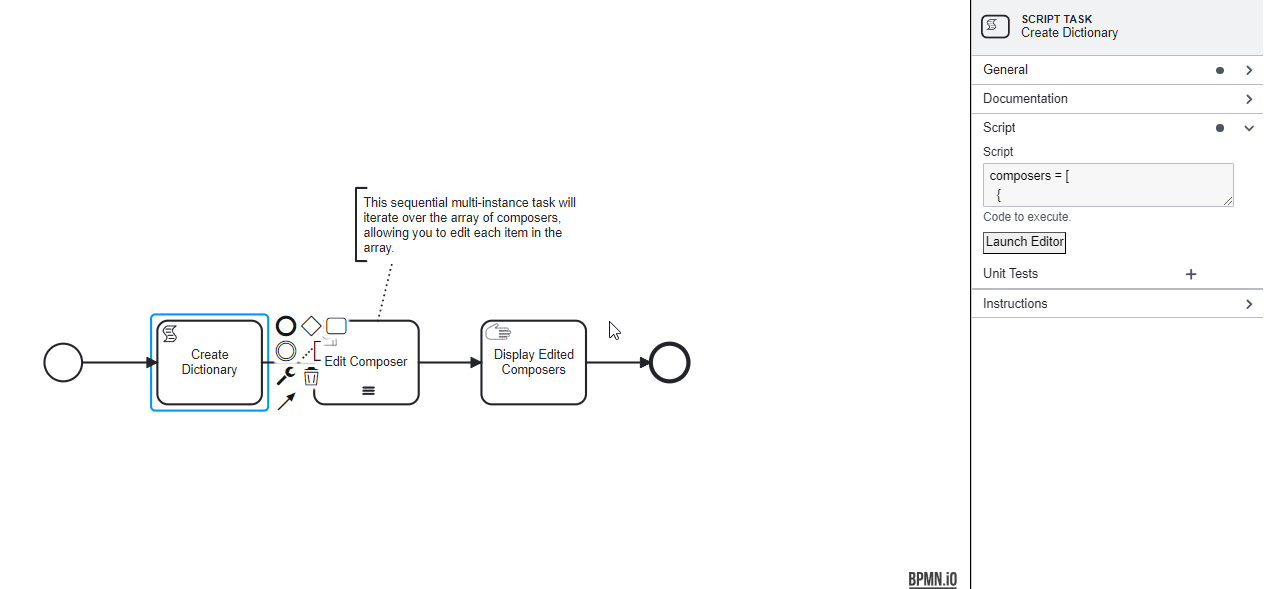 This sequential multi-instance task will
iterate over the array of composers,
allowing you to edit each item in the
array.
Create
Dictionary
Edit Composer
Display Edited
Composers
BPMN.iO
SCRIPT TASK
Create Dictionary
General
Documentation
Script
Script
composers = [
{
Code to execute.
Launch Editor
Unit Tests
Instructions